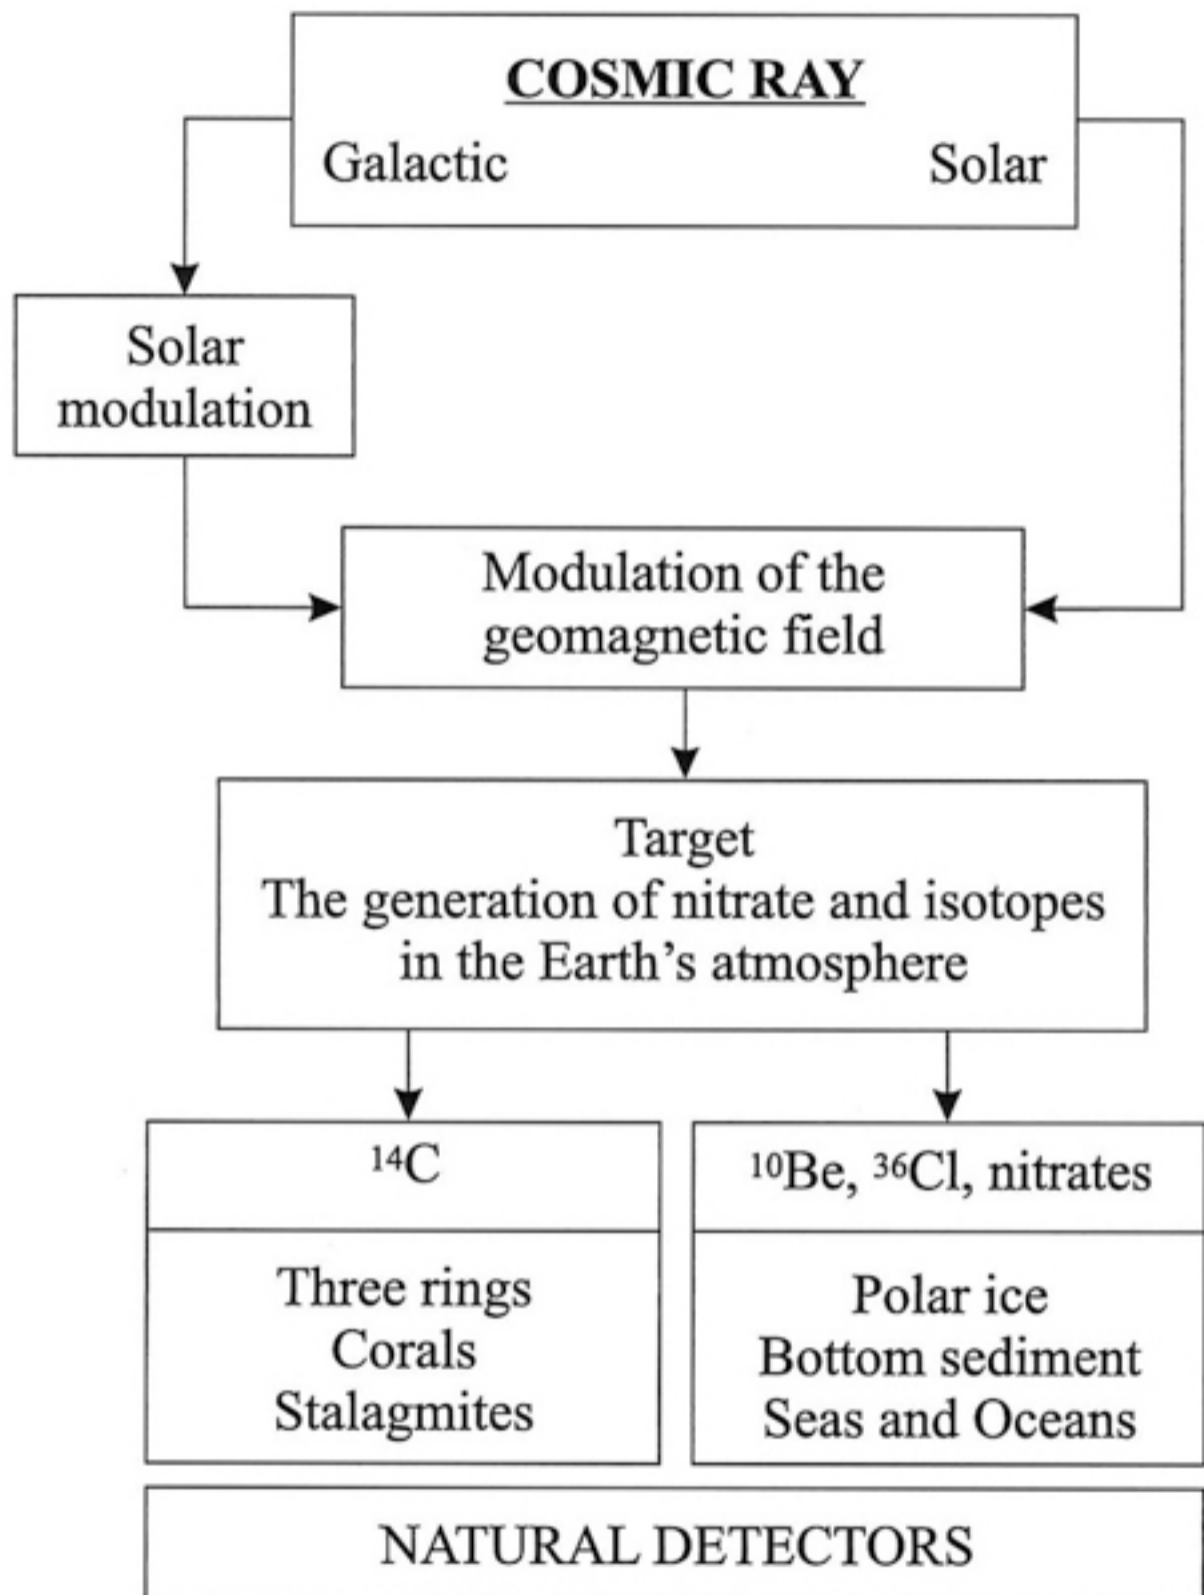 COSMIC RAY
Galactic Solar
Solar
modulation
Modulation of the
geomagnetic field
Target
The generation of nitrate and isotopes
in the Earth’s atmosphere
¹⁴C
Three rings
Corals
Stalagmites
¹⁰Be, ³⁶Cl, nitrates
Polar ice
Bottom sediment
Seas and Oceans
NATURAL DETECTORS